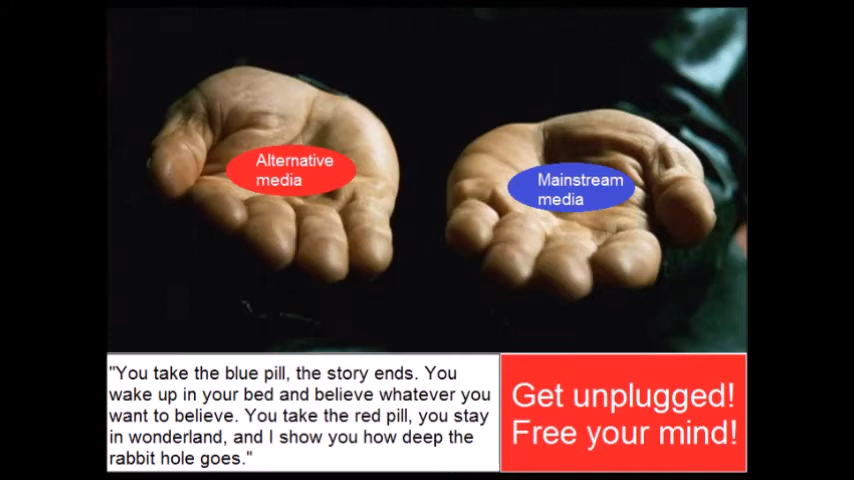 Alternative
media
Mainstream
media
"You take the blue pill, the story ends. You
wake up in your bed and believe whatever you
want to believe. You take the red pill, you stay
in wonderland, and I show you how deep the
rabbit hole goes."
Get unplugged!
Free your mind!